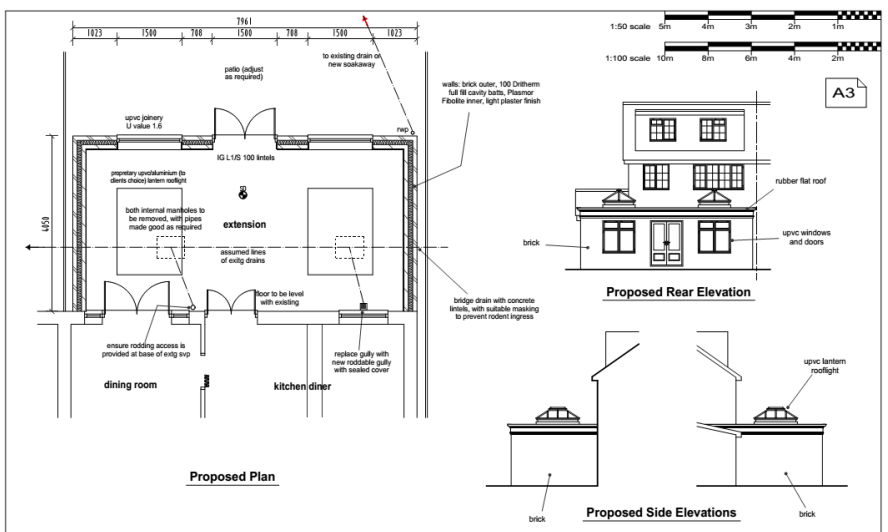 7961
1023
1500
708
1500
708
1500
1023
4050
to existing drain or
new soakaway
patio (adjust
as required)
upvc joinery
U value 1.6
rwp
IG L1/S 100 lintels
propretary upvc/aluminium (to
clients choice) lantern rooflight
both internal manholes to
be removed, with pipes
made good as required
extension
assumed lines
of exitg drains
floor to be level
with existing
ensure rodding access is
provided at base of extg svp
replace gully with
new roddable gully
with sealed cover
dining room
kitchen diner
Proposed Plan
walls: brick outer, 100 Dritherm
full fill cavity batts, Plasmor
Fibolite inner, light plaster finish
bridge drain with concrete
lintels, with suitable masking
to prevent rodent ingress
1:50 scale
5m
4m
3m
2m
1m
1:100 scale
10m
8m
6m
4m
2m
A3
rubber flat roof
brick
upvc windows
and doors
Proposed Rear Elevation
upvc lantern
rooflight
brick
brick
Proposed Side Elevations